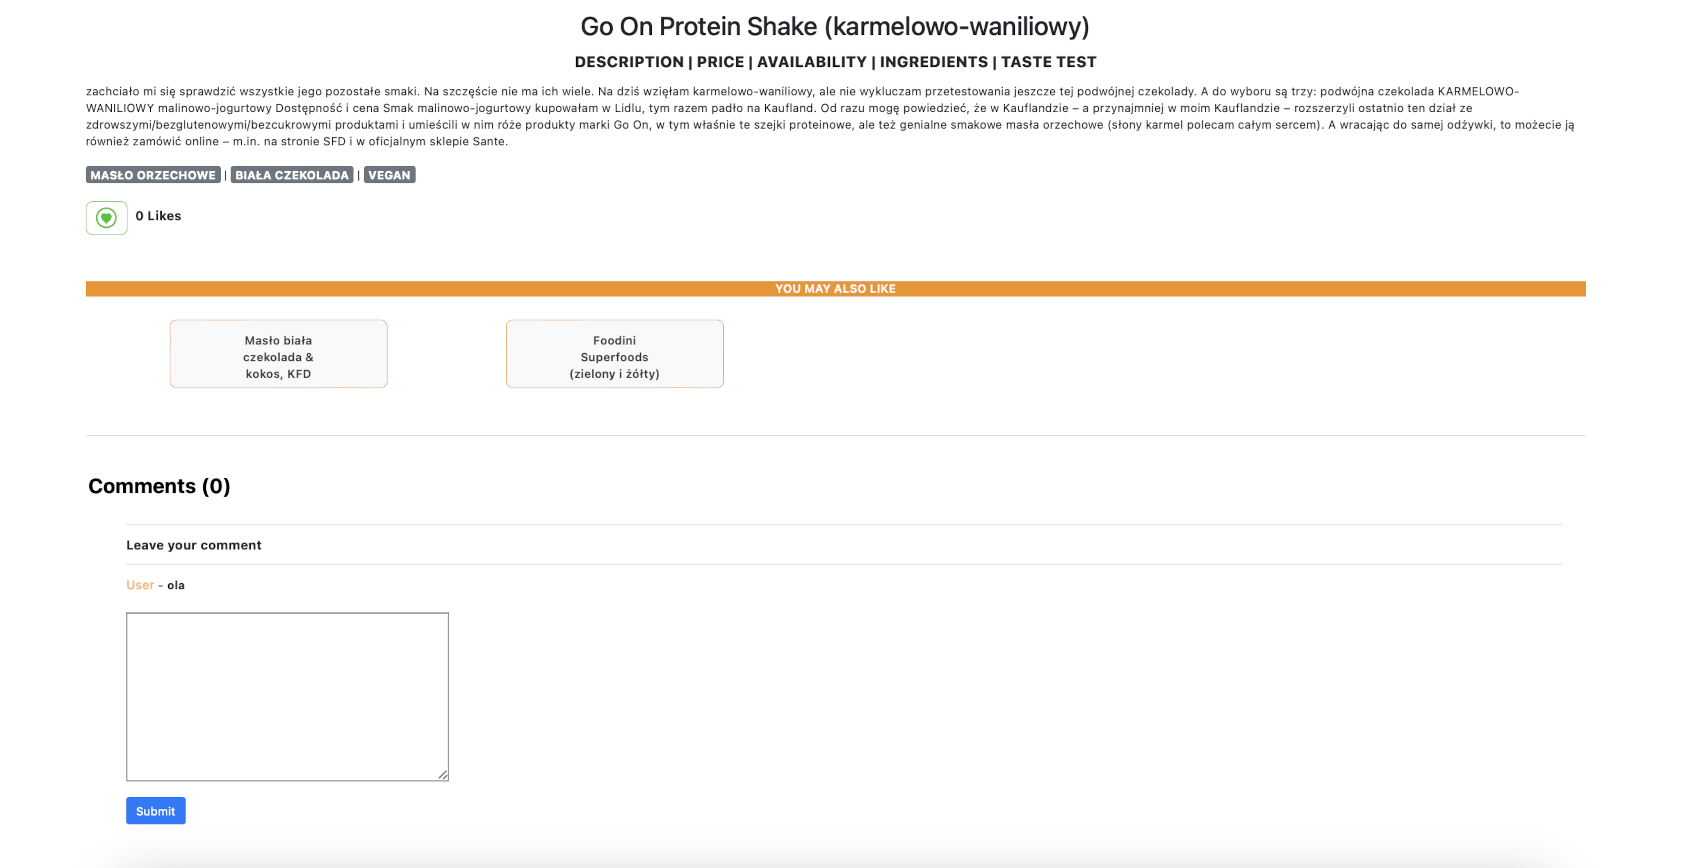 Go On Protein Shake (karmelowo-waniliowy)
DESCRIPTION | PRICE | AVAILABILITY | INGREDIENTS | TASTE TEST
zachciało mi się sprawdzić wszystkie jego pozostałe smaki. Na szczęście nie ma ich wiele. Na dziś wzięłam karmelowo-waniliowy, ale nie wykluczam przetestowania jeszcze tej podwójnej czekolady. A do wyboru są trzy: podwójna czekolada KARMELOWO-
WANILIOWY malinowo-jogurtowy Dostępność i cena Smak malinowo-jogurtowy kupowałam w Lidlu, tym razem padło na Kaufland. Od razu mogę powiedzieć, że w Kauflandzie – a przynajmniej w moim Kauflandzie – rozszerzyli ostatnio ten dział ze
zdrowszymi/bezglutenowymi/bezcukrowymi produktami i umieścili w nim róże produkty marki Go On, w tym właśnie te szejki proteinowe, ale też genialne smakowe masła orzechowe (słony karmel polecam całym sercem). A wracając do samej odżywki, to możecie ją
również zamówić online – m.in. na stronie SFD i w oficjalnym sklepie Sante.
MASŁO ORZECHOWE | BIAŁA CZEKOLADA | VEGAN
0 Likes
YOU MAY ALSO LIKE
Masło biała
czekolada &
kokos, KFD
Foodini
Superfoods
(zielony i żółty)
Comments (0)
Leave your comment
User - ola
Submit